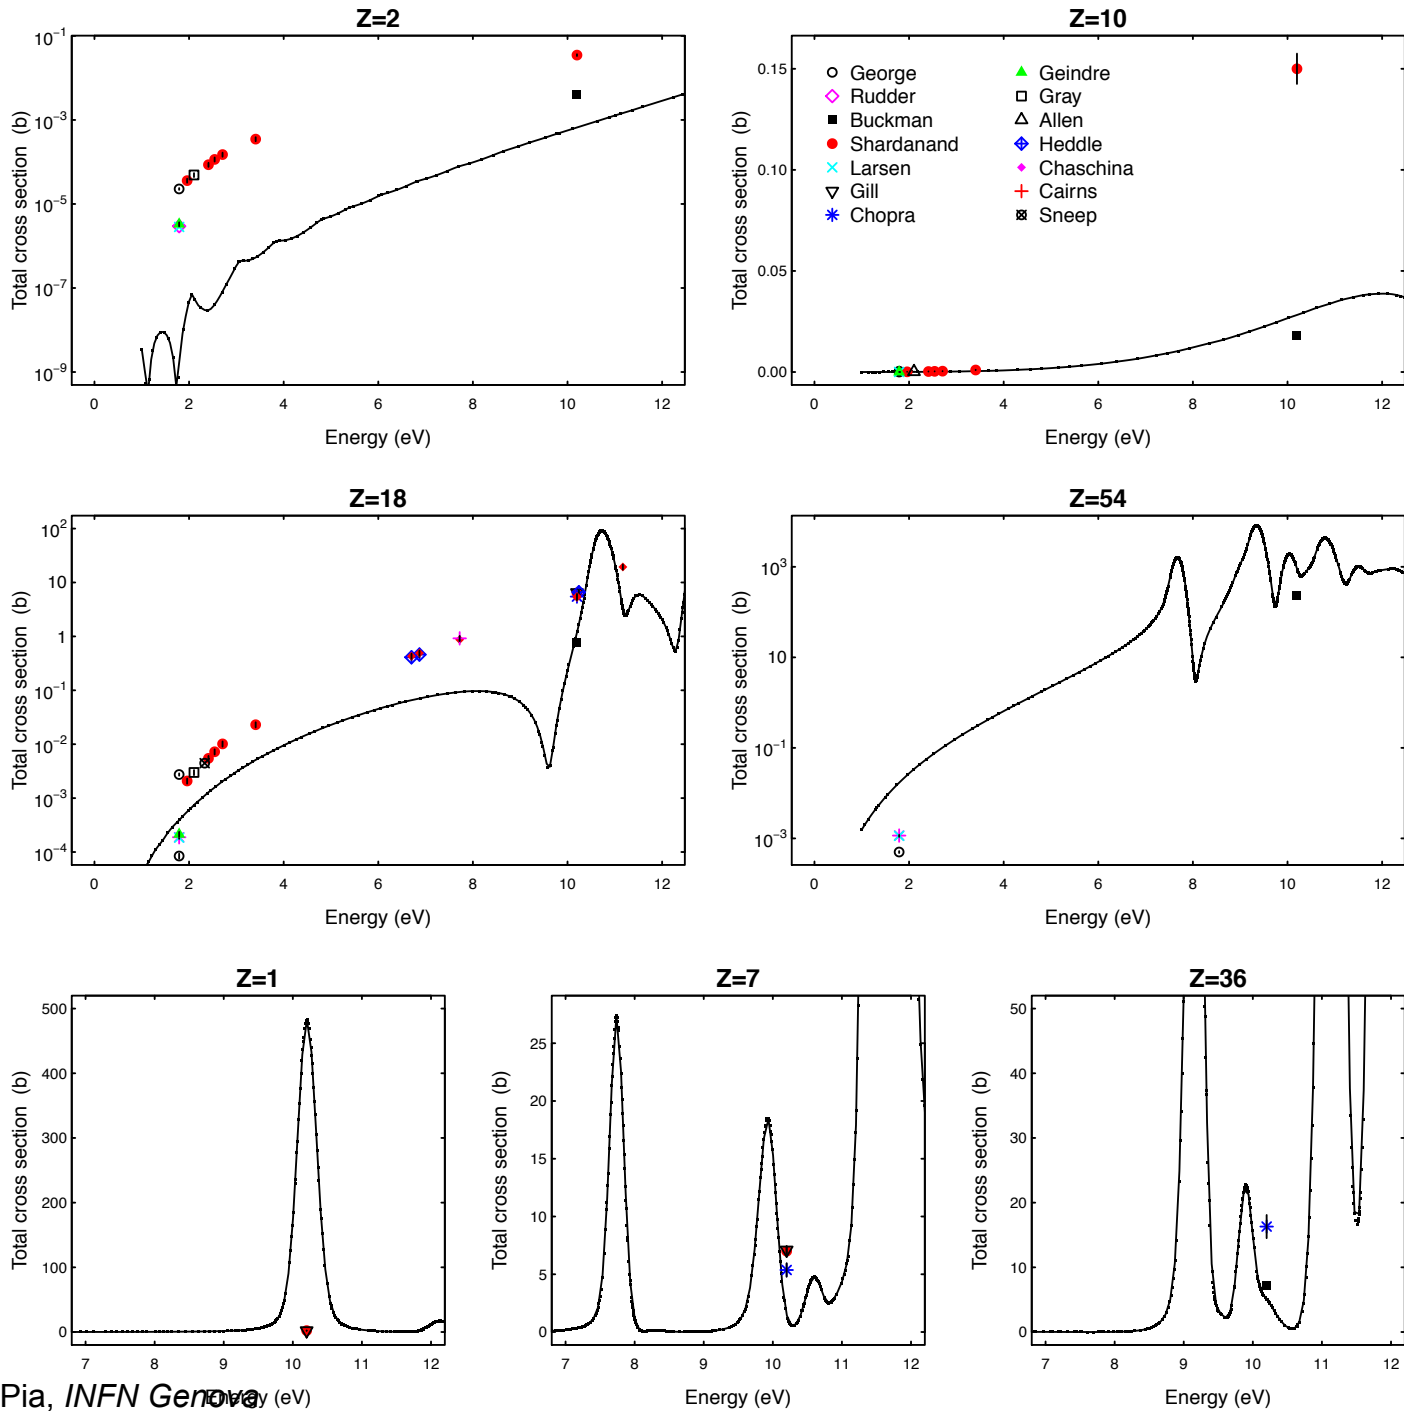 Z=2
Total cross section (b)
10⁻¹
10⁻³
10⁻⁵
10⁻⁷
10⁻⁹
0 2 4 6 8 10 12
Energy (eV)
Z=10
Total cross section (b)
0.15
0.10
0.05
0.00
George
Rudder
Buckman
Shardanand
Larsen
Gill
Chopra
Geindre
Gray
Allen
Heddle
Chaschina
Cairns
Sneep
0 2 4 6 8 10 12
Energy (eV)
Z=18
Total cross section (b)
10²
10
1
10⁻¹
10⁻²
10⁻³
10⁻⁴
0 2 4 6 8 10 12
Energy (eV)
Z=54
Total cross section (b)
10³
10
10⁻¹
10⁻³
0 2 4 6 8 10 12
Energy (eV)
Z=1
Total cross section (b)
500
400
300
200
100
0
7 8 9 10 11 12
Energy (eV)
Z=7
Total cross section (b)
25
20
15
10
5
0
7 8 9 10 11 12
Energy (eV)
Z=36
Total cross section (b)
50
40
30
20
10
0
7 8 9 10 11 12
Energy (eV)
Pia, INFN Genova